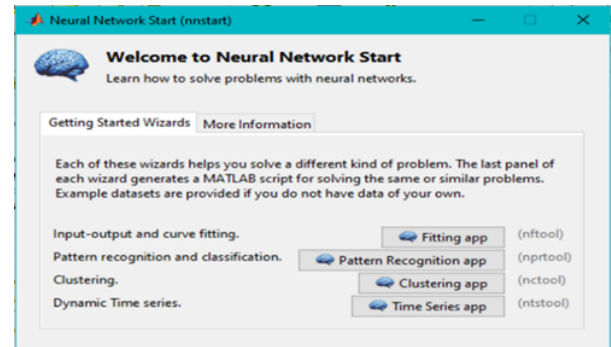 Neural Network Start (nnstart)
Welcome to Neural Network Start
Learn how to solve problems with neural networks.
Getting Started Wizards More Information
Each of these wizards helps you solve a different kind of problem. The last panel of
each wizard generates a MATLAB script for solving the same or similar problems.
Example datasets are provided if you do not have data of your own.
Input-output and curve fitting. Fitting app (nftool)
Pattern recognition and classification. Pattern Recognition app (nprtool)
Clustering. Clustering app (nctool)
Dynamic Time series. Time Series app (ntstool)